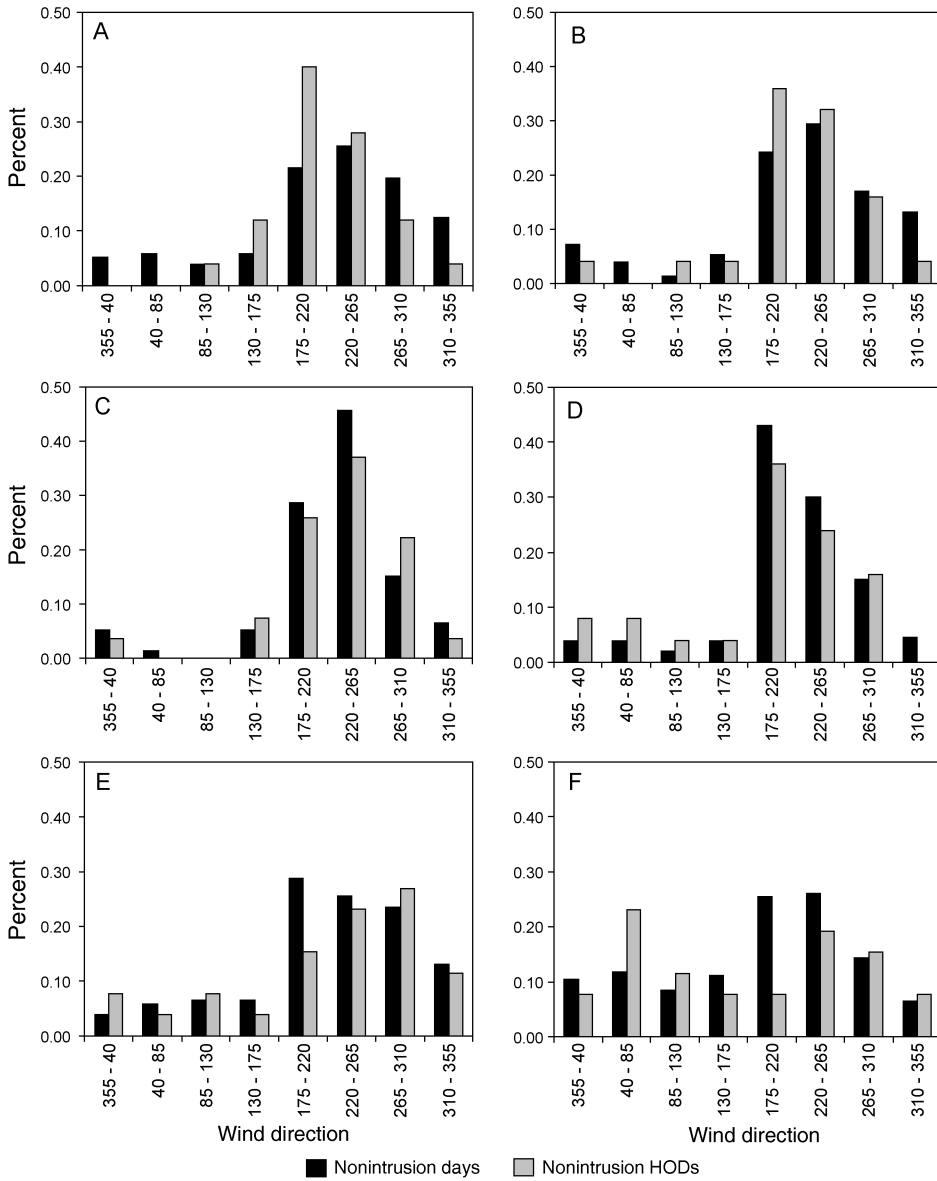 A
Percent
0.50
0.40
0.30
0.20
0.10
0.00
355 - 40
40 - 85
85 - 130
130 - 175
175 - 220
220 - 265
265 - 310
310 - 355
B
0.50
0.40
0.30
0.20
0.10
0.00
355 - 40
40 - 85
85 - 130
130 - 175
175 - 220
220 - 265
265 - 310
310 - 355
C
Percent
0.50
0.40
0.30
0.20
0.10
0.00
355 - 40
40 - 85
85 - 130
130 - 175
175 - 220
220 - 265
265 - 310
310 - 355
D
0.50
0.40
0.30
0.20
0.10
0.00
355 - 40
40 - 85
85 - 130
130 - 175
175 - 220
220 - 265
265 - 310
310 - 355
E
Percent
0.50
0.40
0.30
0.20
0.10
0.00
355 - 40
40 - 85
85 - 130
130 - 175
175 - 220
220 - 265
265 - 310
310 - 355
Wind direction
F
0.50
0.40
0.30
0.20
0.10
0.00
355 - 40
40 - 85
85 - 130
130 - 175
175 - 220
220 - 265
265 - 310
310 - 355
Wind direction
Nonintrusion days
Nonintrusion HODs